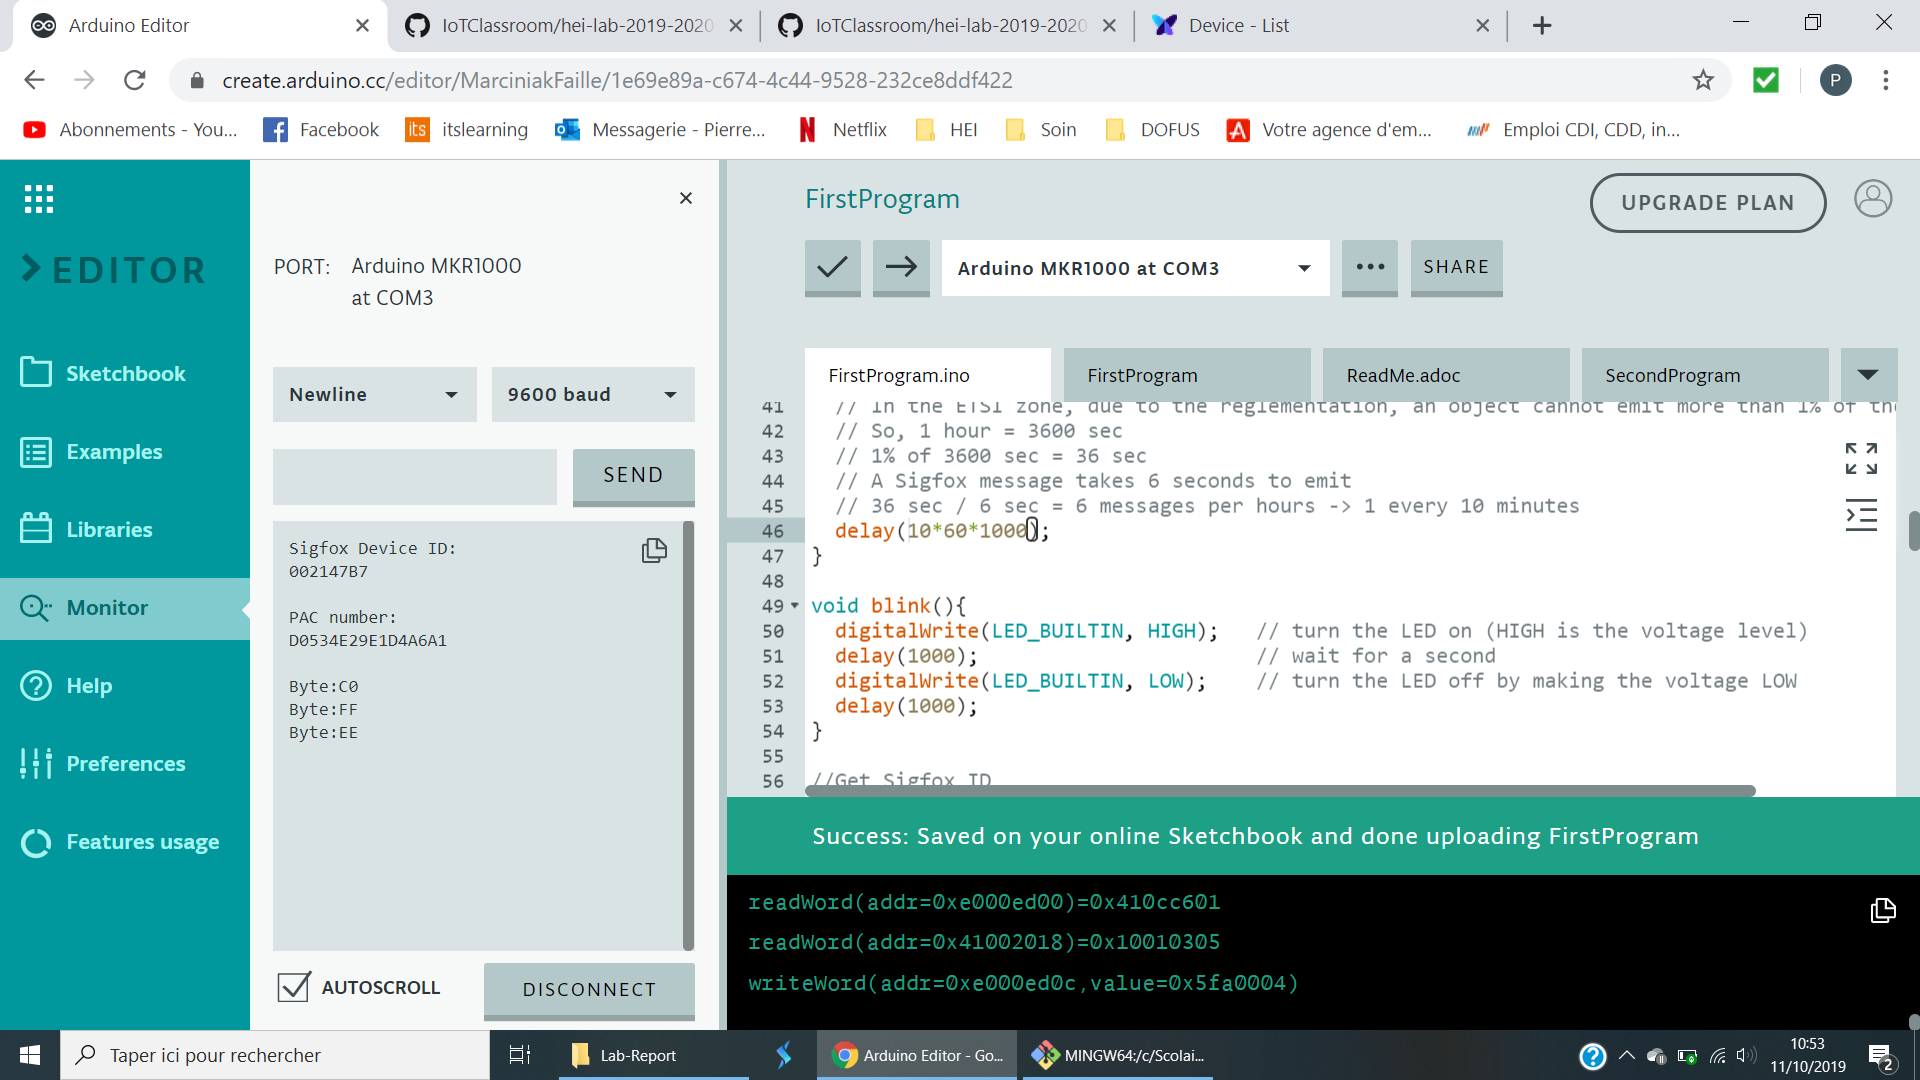 Arduino Editor
IoTClassroom/hei-lab-2019-2020
IoTClassroom/hei-lab-2019-2020
Device - List
create.arduino.cc/editor/MarciniakFaille/1e69e89a-c674-4c44-9528-232ce8ddf422
P
Abonnements - You...
Facebook
its
itslearning
Messagerie - Pierre...
Netflix
HEI
Soin
DOFUS
Votre agence d'em...
Emploi CDI, CDD, in...
EDITOR
Sketchbook
Examples
Libraries
Monitor
Help
Preferences
Features usage
PORT: Arduino MKR1000
at COM3
Newline
9600 baud
SEND
Sigfox Device ID:
002147B7
PAC number:
D0534E29E1D4A6A1
Byte:C0
Byte:FF
Byte:EE
AUTOSCROLL
DISCONNECT
FirstProgram
UPGRADE PLAN
Arduino MKR1000 at COM3
SHARE
FirstProgram.ino
FirstProgram
ReadMe.adoc
SecondProgram
41 // In the ETSI zone, due to the reglementation, an object cannot emit more than 1% of the
42 // So, 1 hour = 3600 sec
43 // 1% of 3600 sec = 36 sec
44 // A Sigfox message takes 6 seconds to emit
45 // 36 sec / 6 sec = 6 messages per hours -> 1 every 10 minutes
46 delay(10*60*1000);
47 }
48
49 void blink(){
50 digitalWrite(LED_BUILTIN, HIGH); // turn the LED on (HIGH is the voltage level)
51 delay(1000); // wait for a second
52 digitalWrite(LED_BUILTIN, LOW); // turn the LED off by making the voltage LOW
53 delay(1000);
54 }
55
56 //Get Sigfox ID
Success: Saved on your online Sketchbook and done uploading FirstProgram
readWord(addr=0xe000ed00)=0x410cc601
readWord(addr=0x41002018)=0x10010305
writeWord(addr=0xe000ed0c,value=0x5fa0004)
Taper ici pour rechercher
Lab-Report
Arduino Editor - Go...
MINGW64:/c/Scolai...
10:53
11/10/2019
2